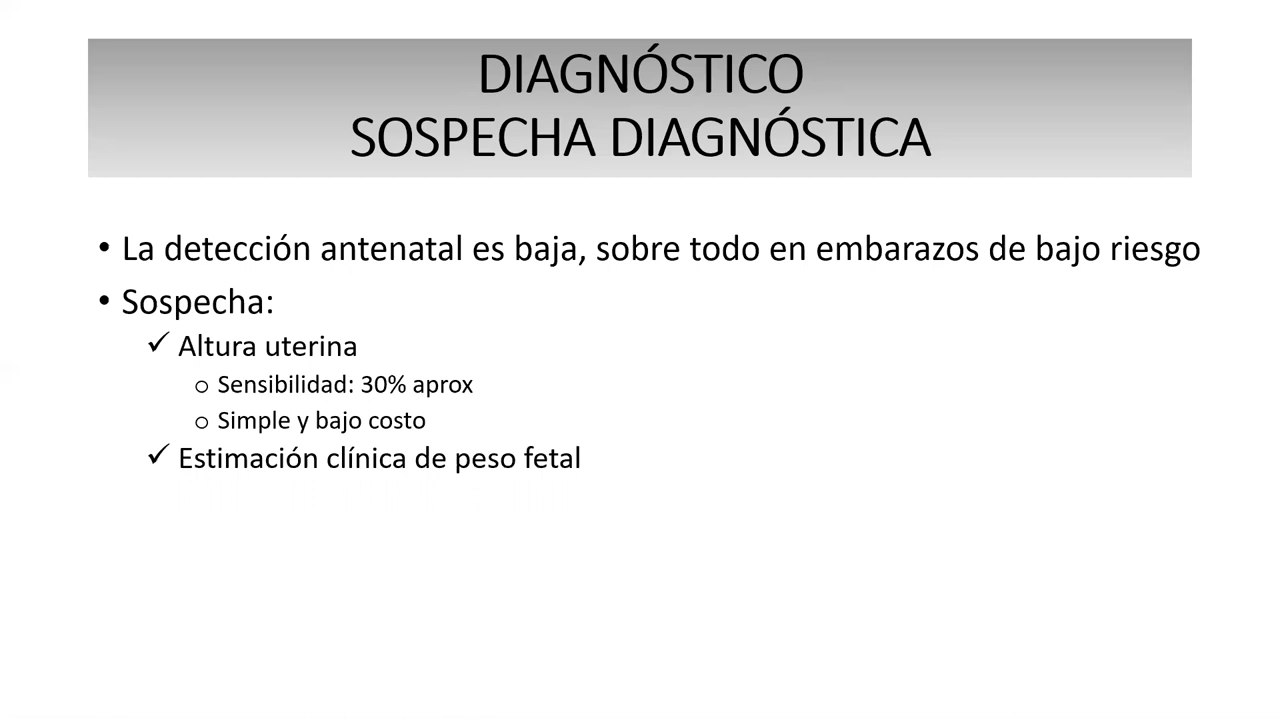 DIAGNÓSTICO
SOSPECHA DIAGNÓSTICA
• La detección antenatal es baja, sobre todo en embarazos de bajo riesgo
• Sospecha:
✓ Altura uterina
o Sensibilidad: 30% aprox
o Simple y bajo costo
✓ Estimación clínica de peso fetal